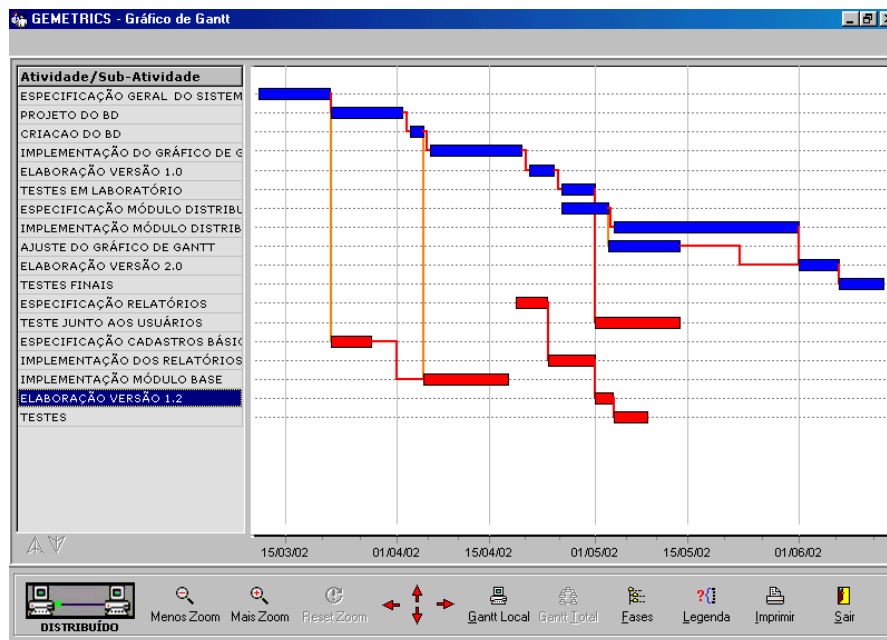 GEMETRICS - Gráfico de Gantt
Atividade/Sub-Atividade
ESPECIFICAÇÃO GERAL DO SISTEM
PROJETO DO BD
CRIACAO DO BD
IMPLEMENTAÇÃO DO GRÁFICO DE G
ELABORAÇÃO VERSÃO 1.0
TESTES EM LABORATÓRIO
ESPECIFICAÇÃO MÓDULO DISTRIBU
IMPLEMENTAÇÃO MÓDULO DISTRIB
AJUSTE DO GRÁFICO DE GANTT
ELABORAÇÃO VERSÃO 2.0
TESTES FINAIS
ESPECIFICAÇÃO RELATÓRIOS
TESTE JUNTO AOS USUÁRIOS
ESPECIFICAÇÃO CADASTROS BÁSIC
IMPLEMENTAÇÃO DOS RELATÓRIOS
IMPLEMENTAÇÃO MÓDULO BASE
ELABORAÇÃO VERSÃO 1.2
TESTES
15/03/02 01/04/02 15/04/02 01/05/02 15/05/02 01/06/02
DISTRIBUÍDO
Menos Zoom Mais Zoom Reset Zoom Gantt Local Gantt Total Fases Legenda Imprimir Sair